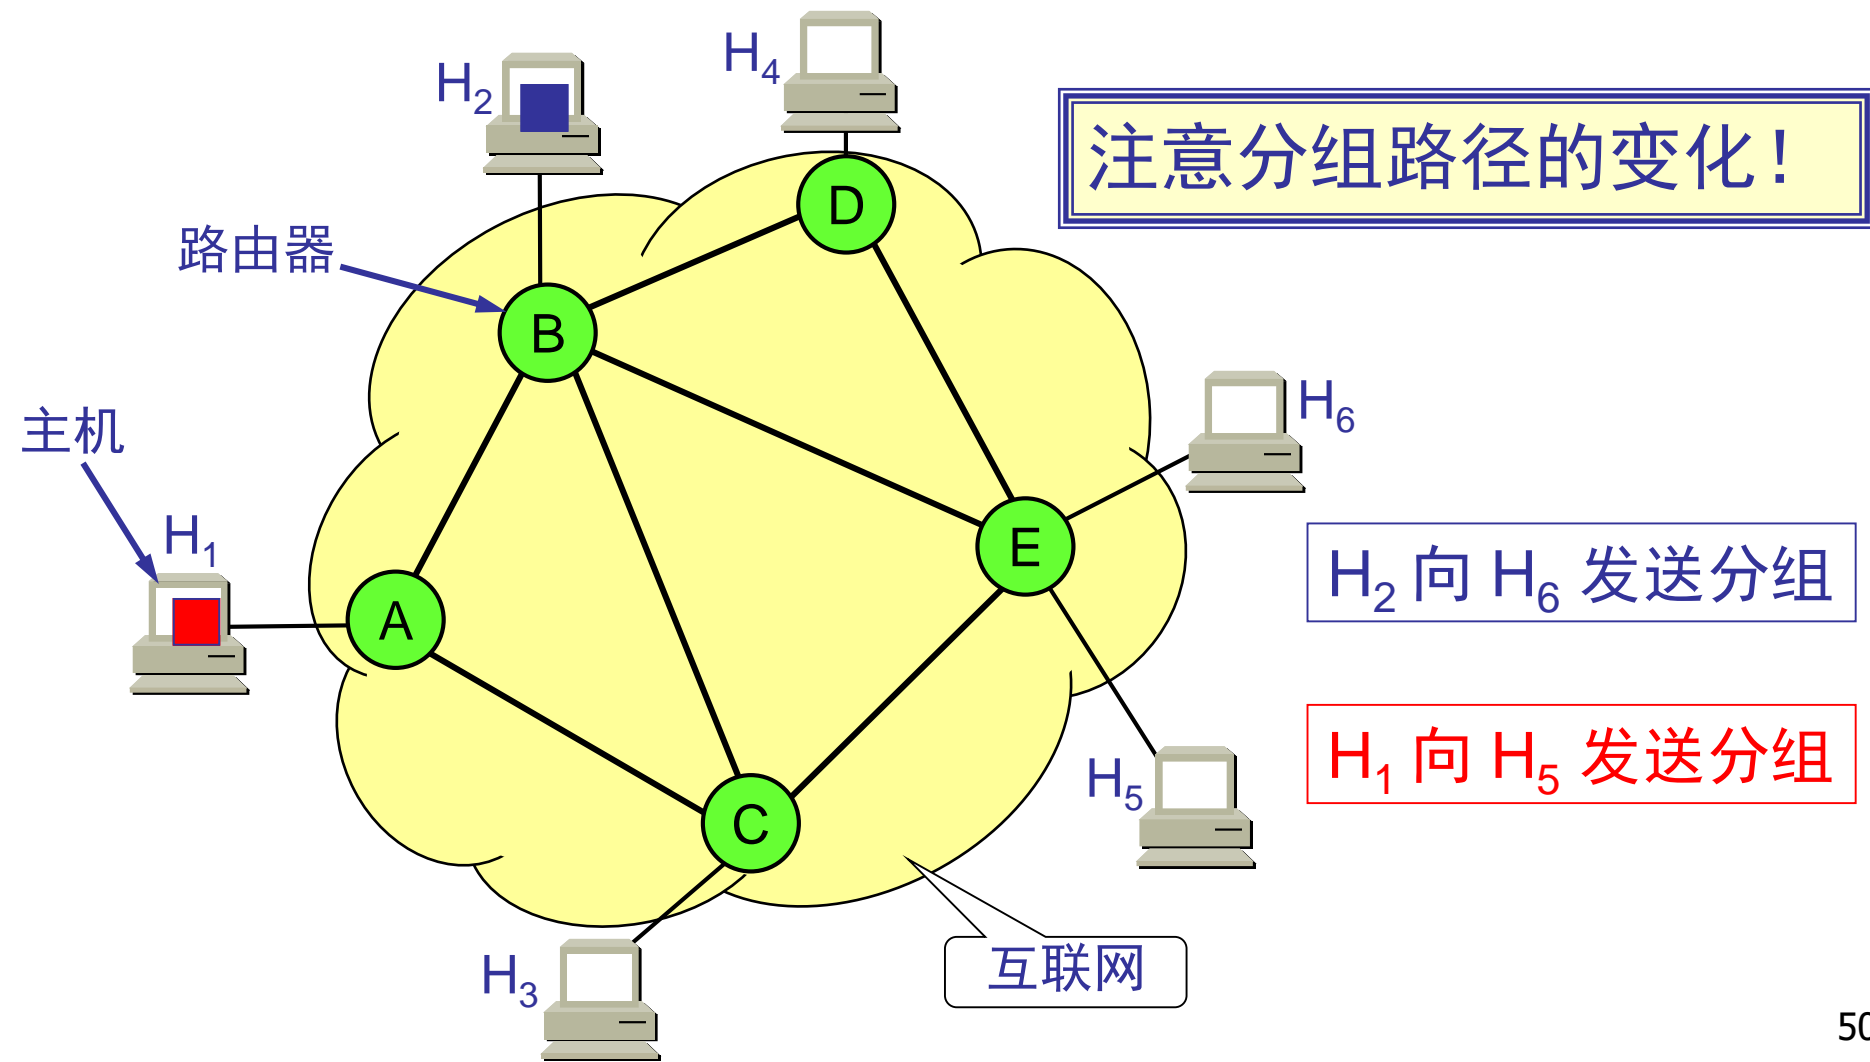 H4
H2
注意分组路径的变化！
D
路由器
B
H6
主机
H1
E
H2 向 H6 发送分组
A
H1 向 H5 发送分组
H5
C
互联网
H3
50